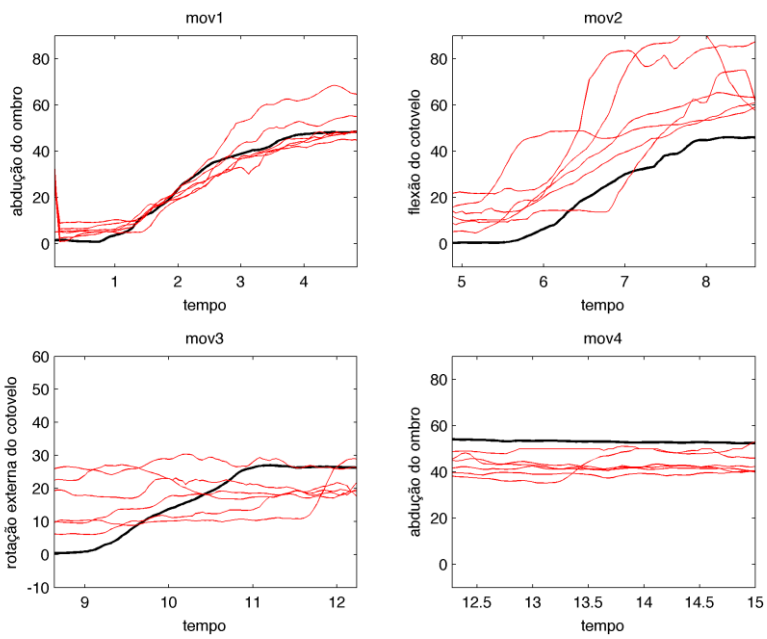 mov1
abdução do ombro
80
60
40
20
0
1 2 3 4
tempo
mov2
flexão do cotovelo
80
60
40
20
0
5 6 7 8
tempo
mov3
rotação externa do cotovelo
60
50
40
30
20
10
0
-10
9 10 11 12
tempo
mov4
abdução do ombro
80
60
40
20
0
12.5 13 13.5 14 14.5 15
tempo